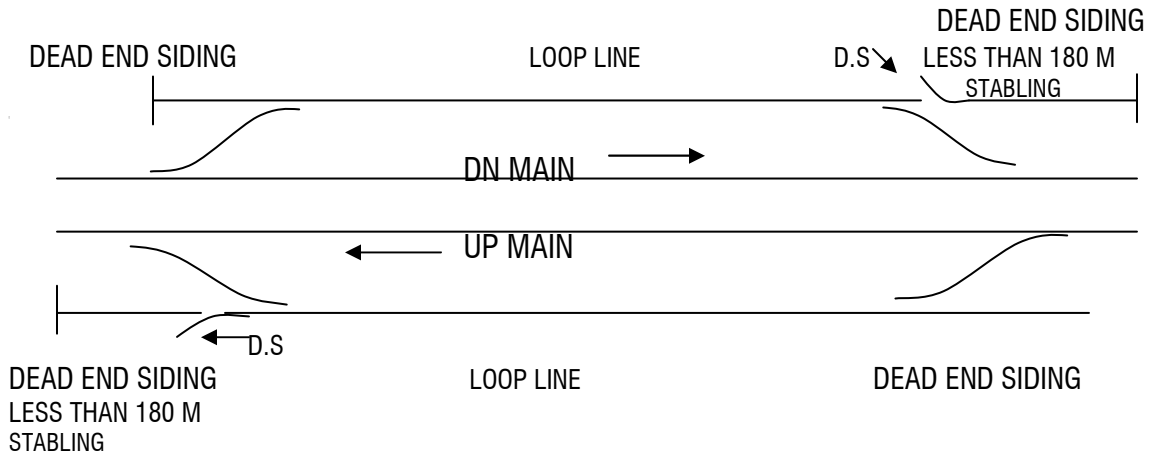 DEAD END SIDING
DEAD END SIDING
LOOP LINE
D.S
LESS THAN 180 M
STABLING
DN MAIN
UP MAIN
D.S
DEAD END SIDING
LOOP LINE
DEAD END SIDING
LESS THAN 180 M
STABLING